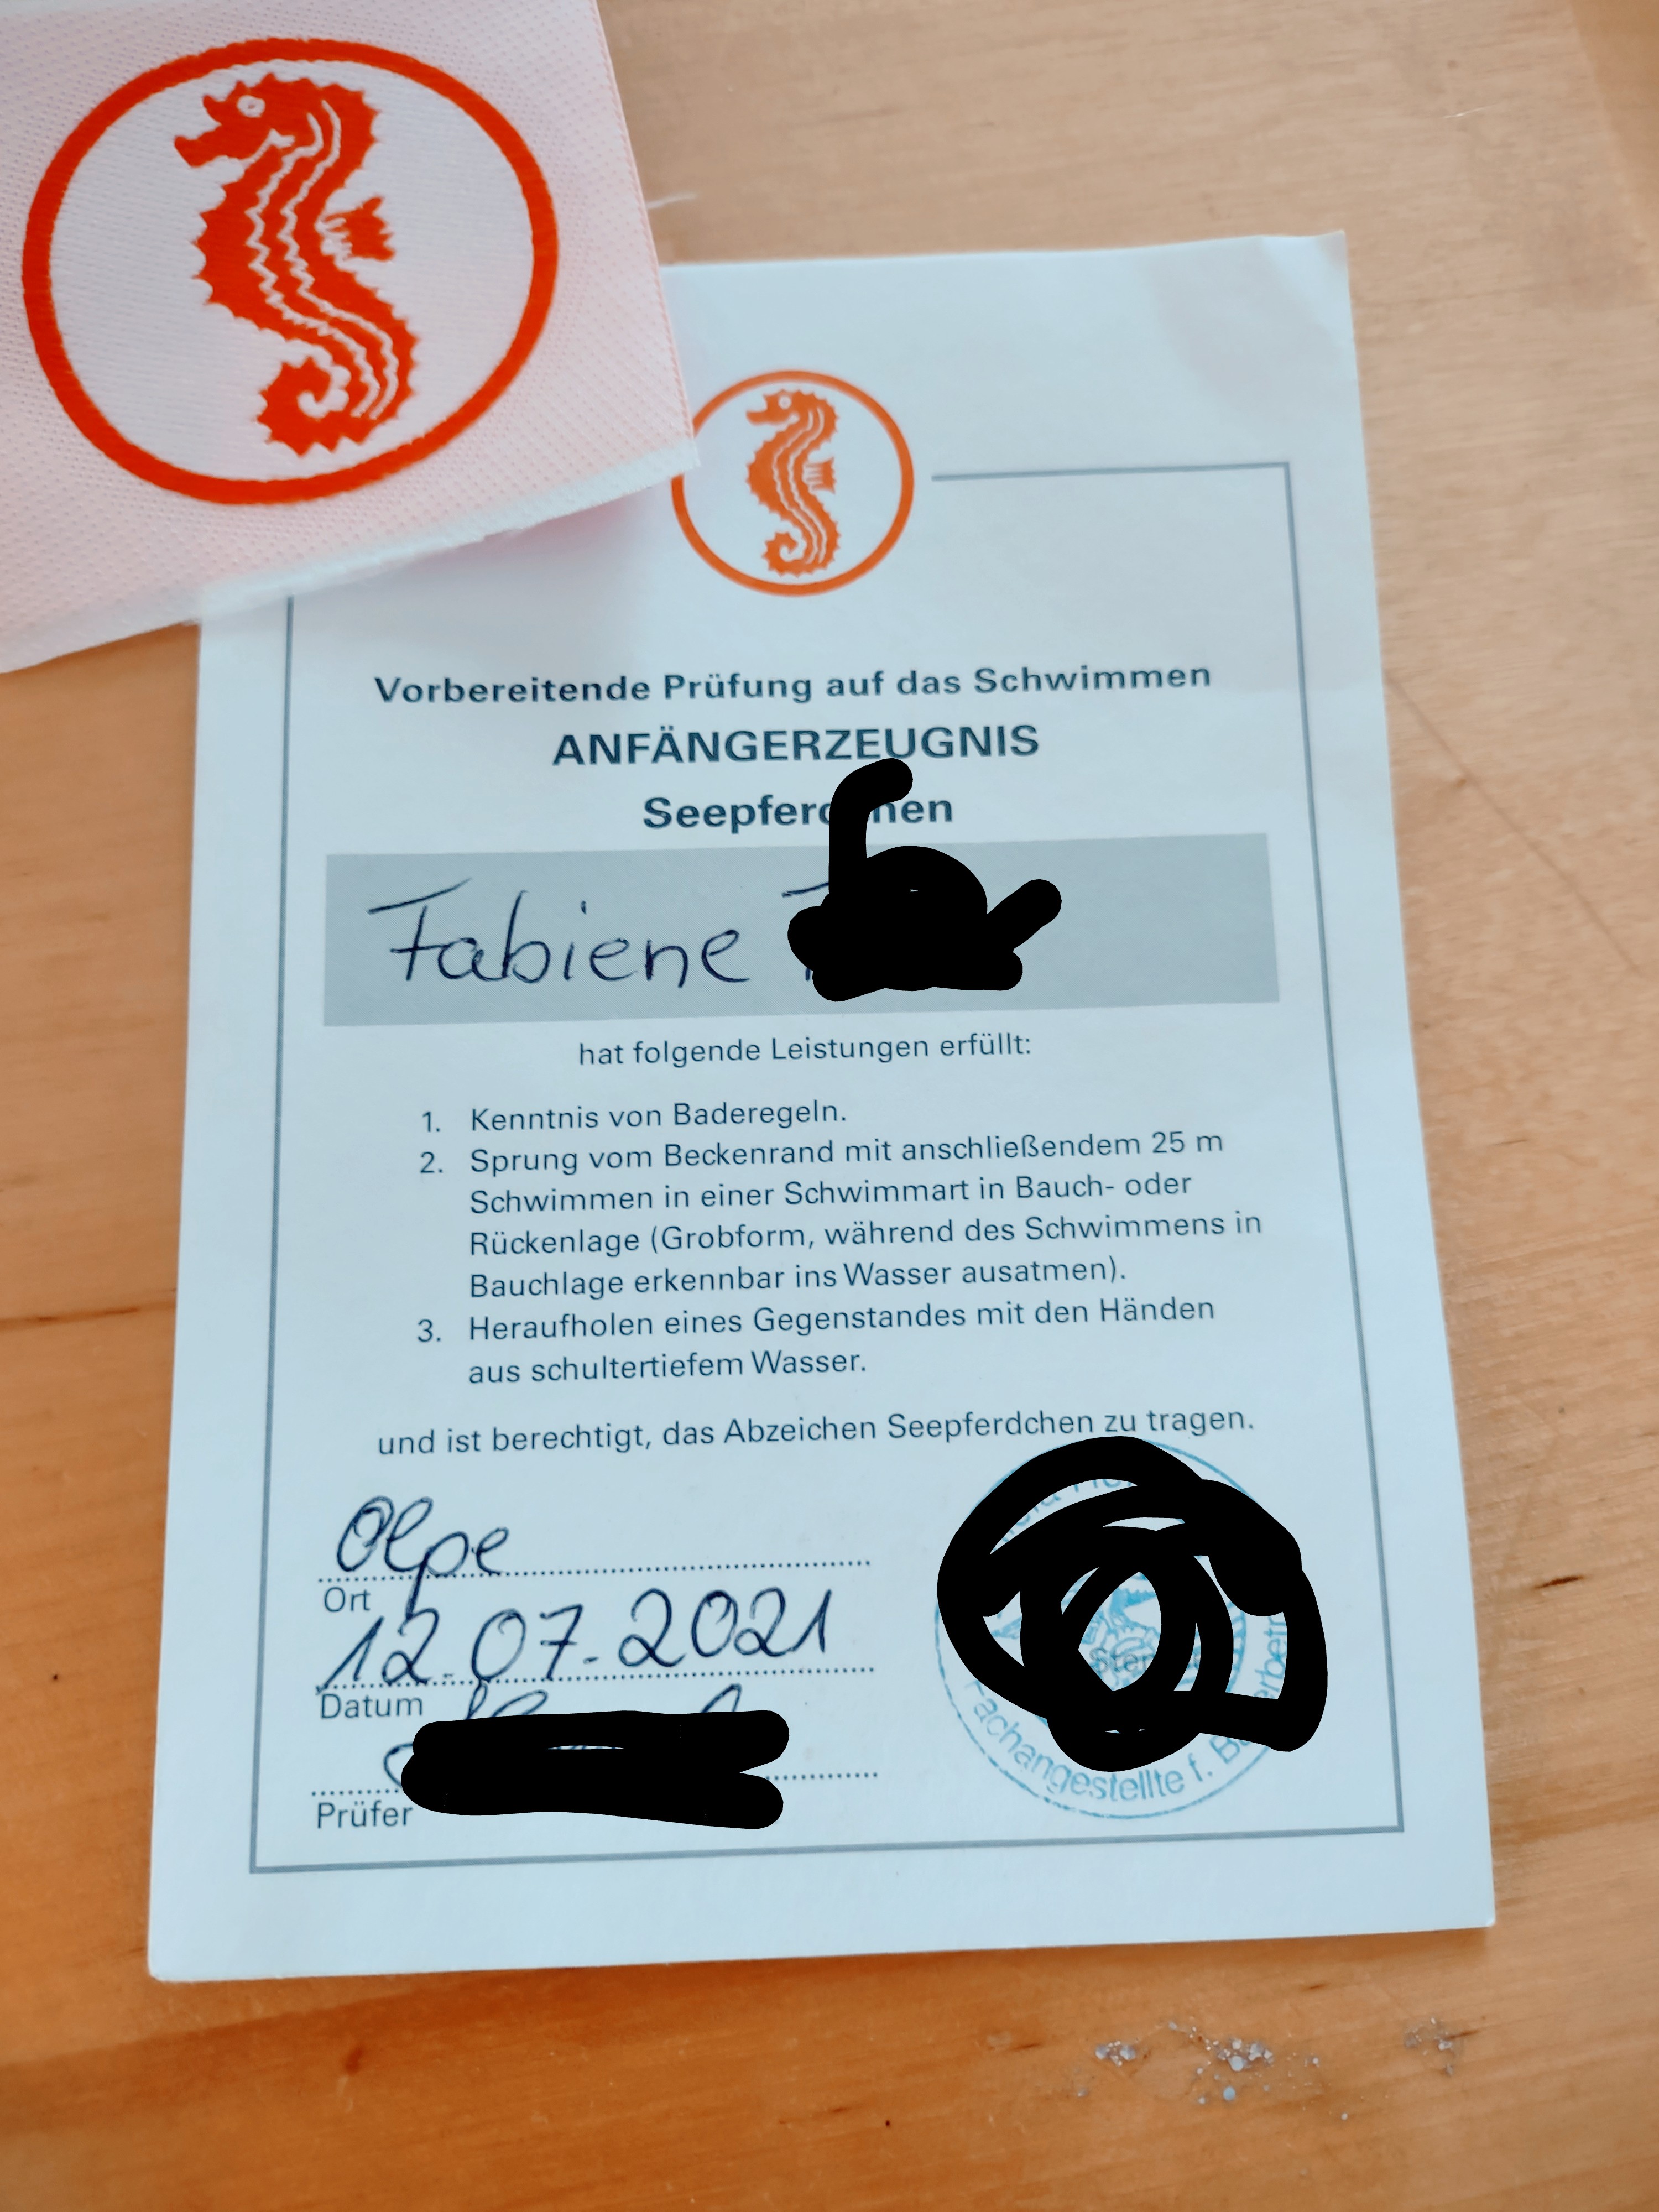 Vorbereitende Prüfung auf das Schwimmen
ANFÄNGERZEUGNIS
Seepferdchen
Fabiene
hat folgende Leistungen erfüllt:
1. Kenntnis von Baderegeln.
2. Sprung vom Beckenrand mit anschließendem 25 m
Schwimmen in einer Schwimmart in Bauch- oder
Rückenlage (Grobform, während des Schwimmens in
Bauchlage erkennbar ins Wasser ausatmen).
3. Heraufholen eines Gegenstandes mit den Händen
aus schultertiefem Wasser.
und ist berechtigt, das Abzeichen Seepferdchen zu tragen.
Olpe
Ort
12.07.2021
Datum
Prüfer
Fachangestellte f.